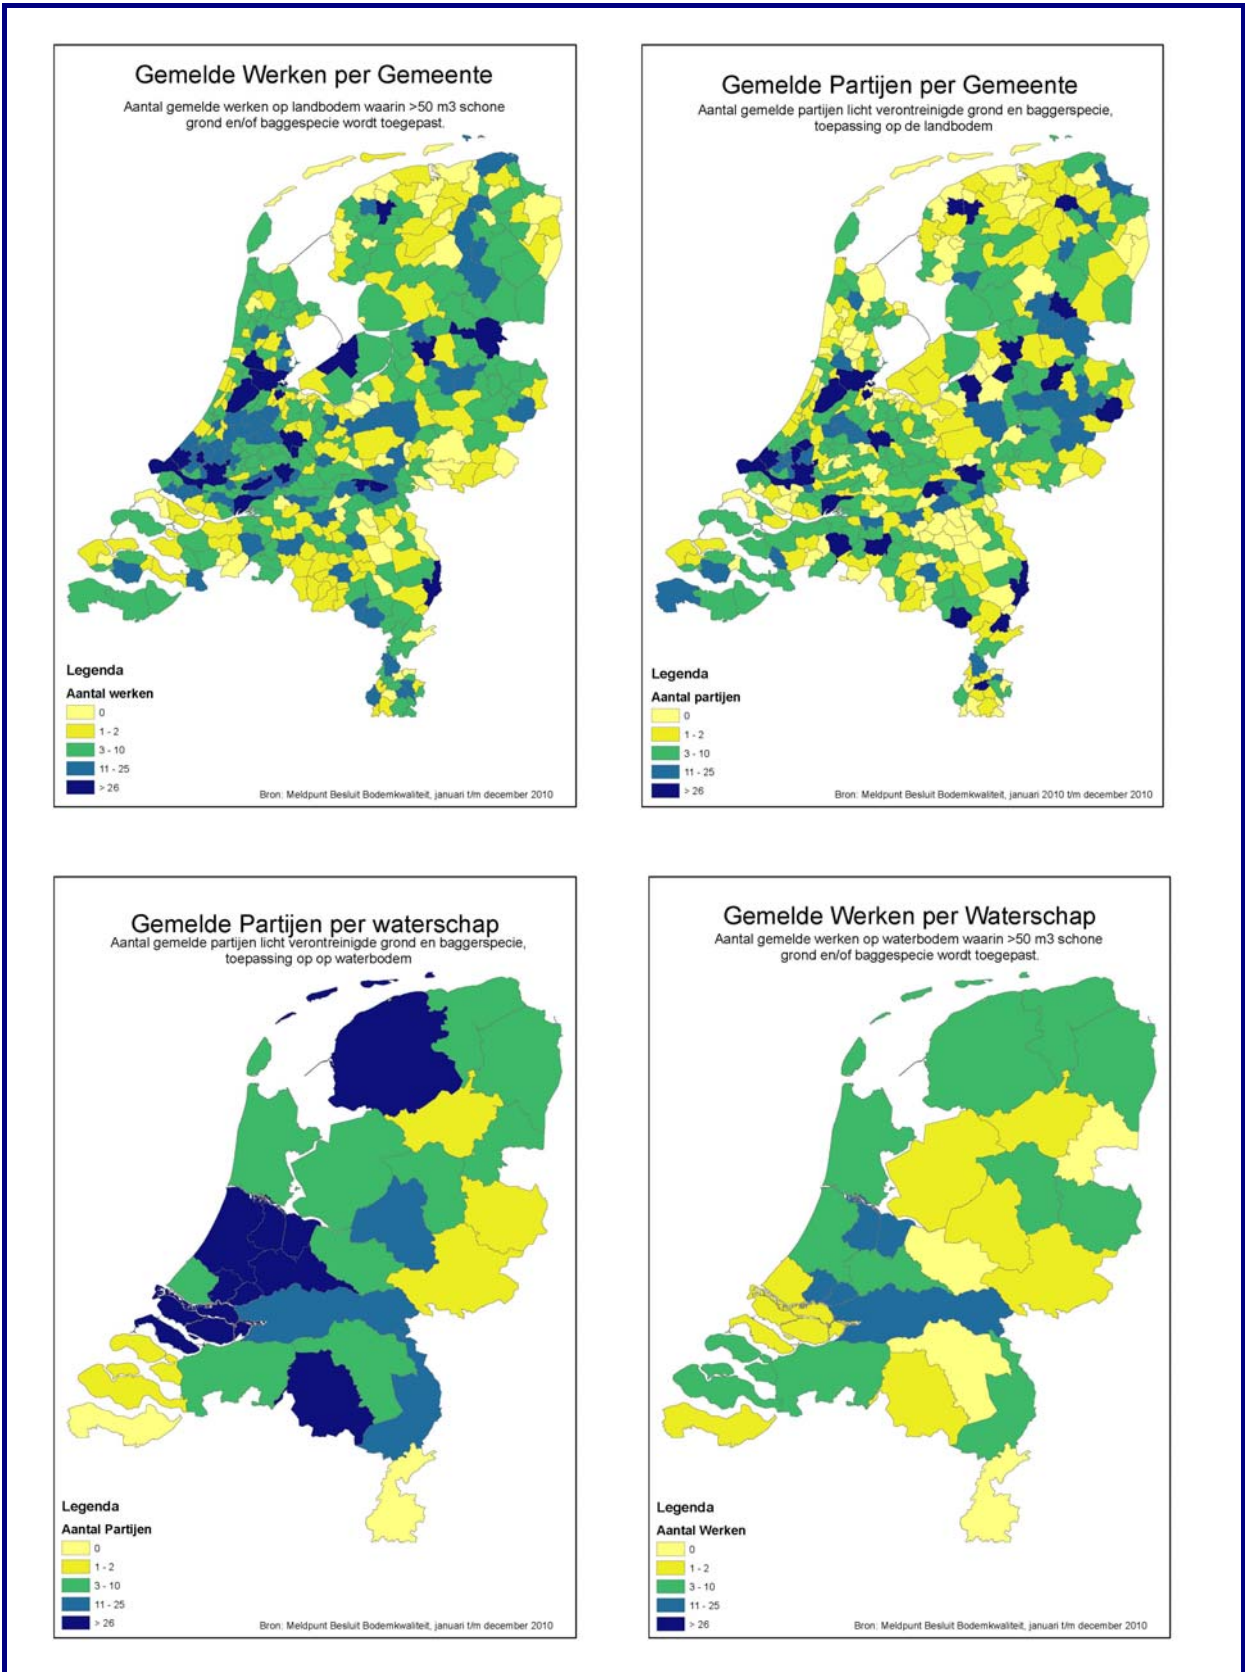 Gemelde Werken per Gemeente
Aantal gemelde werken op landbodem waarin >50 m3 schone
grond en/of baggespecie wordt toegepast.
Legenda
Aantal werken
0
1 - 2
3 - 10
11 - 25
> 26
Bron: Meldpunt Besluit Bodemkwaliteit, januari t/m december 2010
Gemelde Partijen per Gemeente
Aantal gemelde partijen licht verontreinigde grond en baggerspecie,
toepassing op de landbodem
Legenda
Aantal partijen
0
1 - 2
3 - 10
11 - 25
> 26
Bron: Meldpunt Besluit Bodemkwaliteit, januari 2010 t/m december 2010
Gemelde Partijen per waterschap
Aantal gemelde partijen licht verontreinigde grond en baggerspecie,
toepassing op op waterbodem
Legenda
Aantal Partijen
0
1 - 2
3 - 10
11 - 25
> 26
Bron: Meldpunt Besluit Bodemkwaliteit, januari t/m december 2010
Gemelde Werken per Waterschap
Aantal gemelde werken op waterbodem waarin >50 m3 schone
grond en/of baggespecie wordt toegepast.
Legenda
Aantal Werken
0
1 - 2
3 - 10
11 - 25
> 26
Bron: Meldpunt Besluit Bodemkwaliteit, januari t/m december 2010